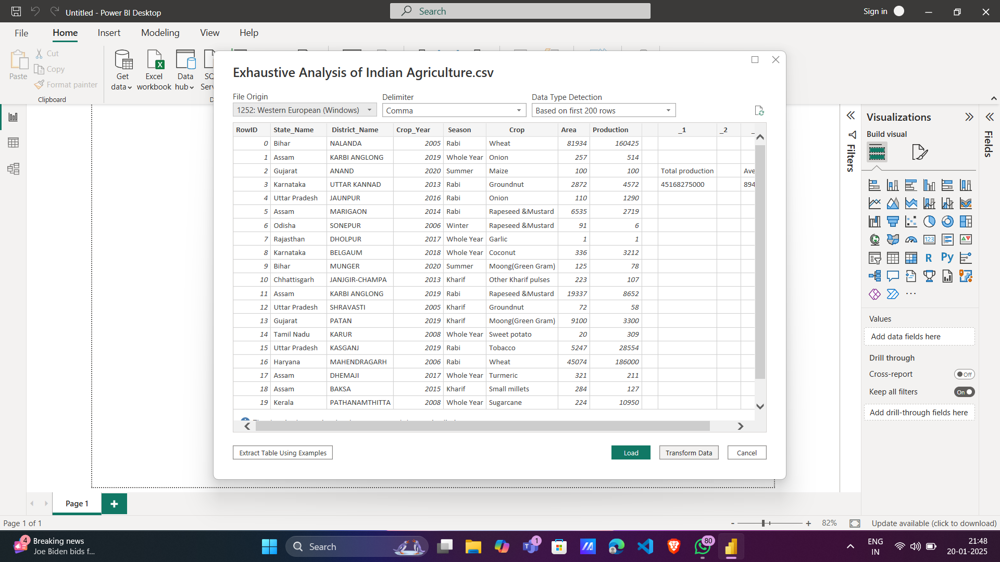 Untitled - Power BI Desktop
Search
Sign in
File
Home
Insert
Modeling
View
Help
Paste
Cut
Copy
Format painter
Clipboard
Get data
Excel workbook
Data hub
Exhaustive Analysis of Indian Agriculture.csv
File Origin
Delimiter
Data Type Detection
1252: Western European (Windows)
Comma
Based on first 200 rows
RowID State_Name District_Name Crop_Year Season Crop Area Production _1 _2
0 Bihar NALANDA 2005 Rabi Wheat 81934 160425
1 Assam KARBI ANGLONG 2019 Whole Year Onion 257 514
2 Gujarat ANAND 2020 Summer Maize 100 100 Total production Ave
3 Karnataka UTTAR KANNAD 2013 Rabi Groundnut 2872 4572 45168275000 894
4 Uttar Pradesh JAUNPUR 2016 Rabi Onion 110 1290
5 Assam MARIGAON 2014 Rabi Rapeseed &Mustard 6535 2719
6 Odisha SONEPUR 2006 Winter Rapeseed &Mustard 91 6
7 Rajasthan DHOLPUR 2017 Whole Year Garlic 1 1
8 Karnataka BELGAUM 2018 Whole Year Coconut 336 3212
9 Bihar MUNGER 2020 Summer Moong(Green Gram) 125 78
10 Chhattisgarh JANJGIR-CHAMPA 2013 Kharif Other Kharif pulses 223 107
11 Assam KARBI ANGLONG 2019 Rabi Rapeseed &Mustard 19337 8652
12 Uttar Pradesh SHRAVASTI 2005 Kharif Groundnut 72 58
13 Gujarat PATAN 2019 Kharif Moong(Green Gram) 9100 3300
14 Tamil Nadu KARUR 2008 Whole Year Sweet potato 20 309
15 Uttar Pradesh KASGANJ 2019 Rabi Tobacco 5247 28554
16 Haryana MAHENDRAGARH 2006 Rabi Wheat 45074 186000
17 Assam DHEMAJI 2017 Whole Year Turmeric 321 211
18 Assam BAKSA 2015 Kharif Small millets 284 127
19 Kerala PATHANAMTHITTA 2008 Whole Year Sugarcane 224 10950
Extract Table Using Examples
Load
Transform Data
Cancel
Filters
Visualizations
Build visual
123
R
Py
Values
Add data fields here
Drill through
Cross-report
Off
Keep all filters
On
Add drill-through fields here
Fields
Page 1
Page 1 of 1
- + 82%
Update available (click to download)
4
Breaking news
Joe Biden bids f...
Search
1
80
ENG
IN
21:48
20-01-2025